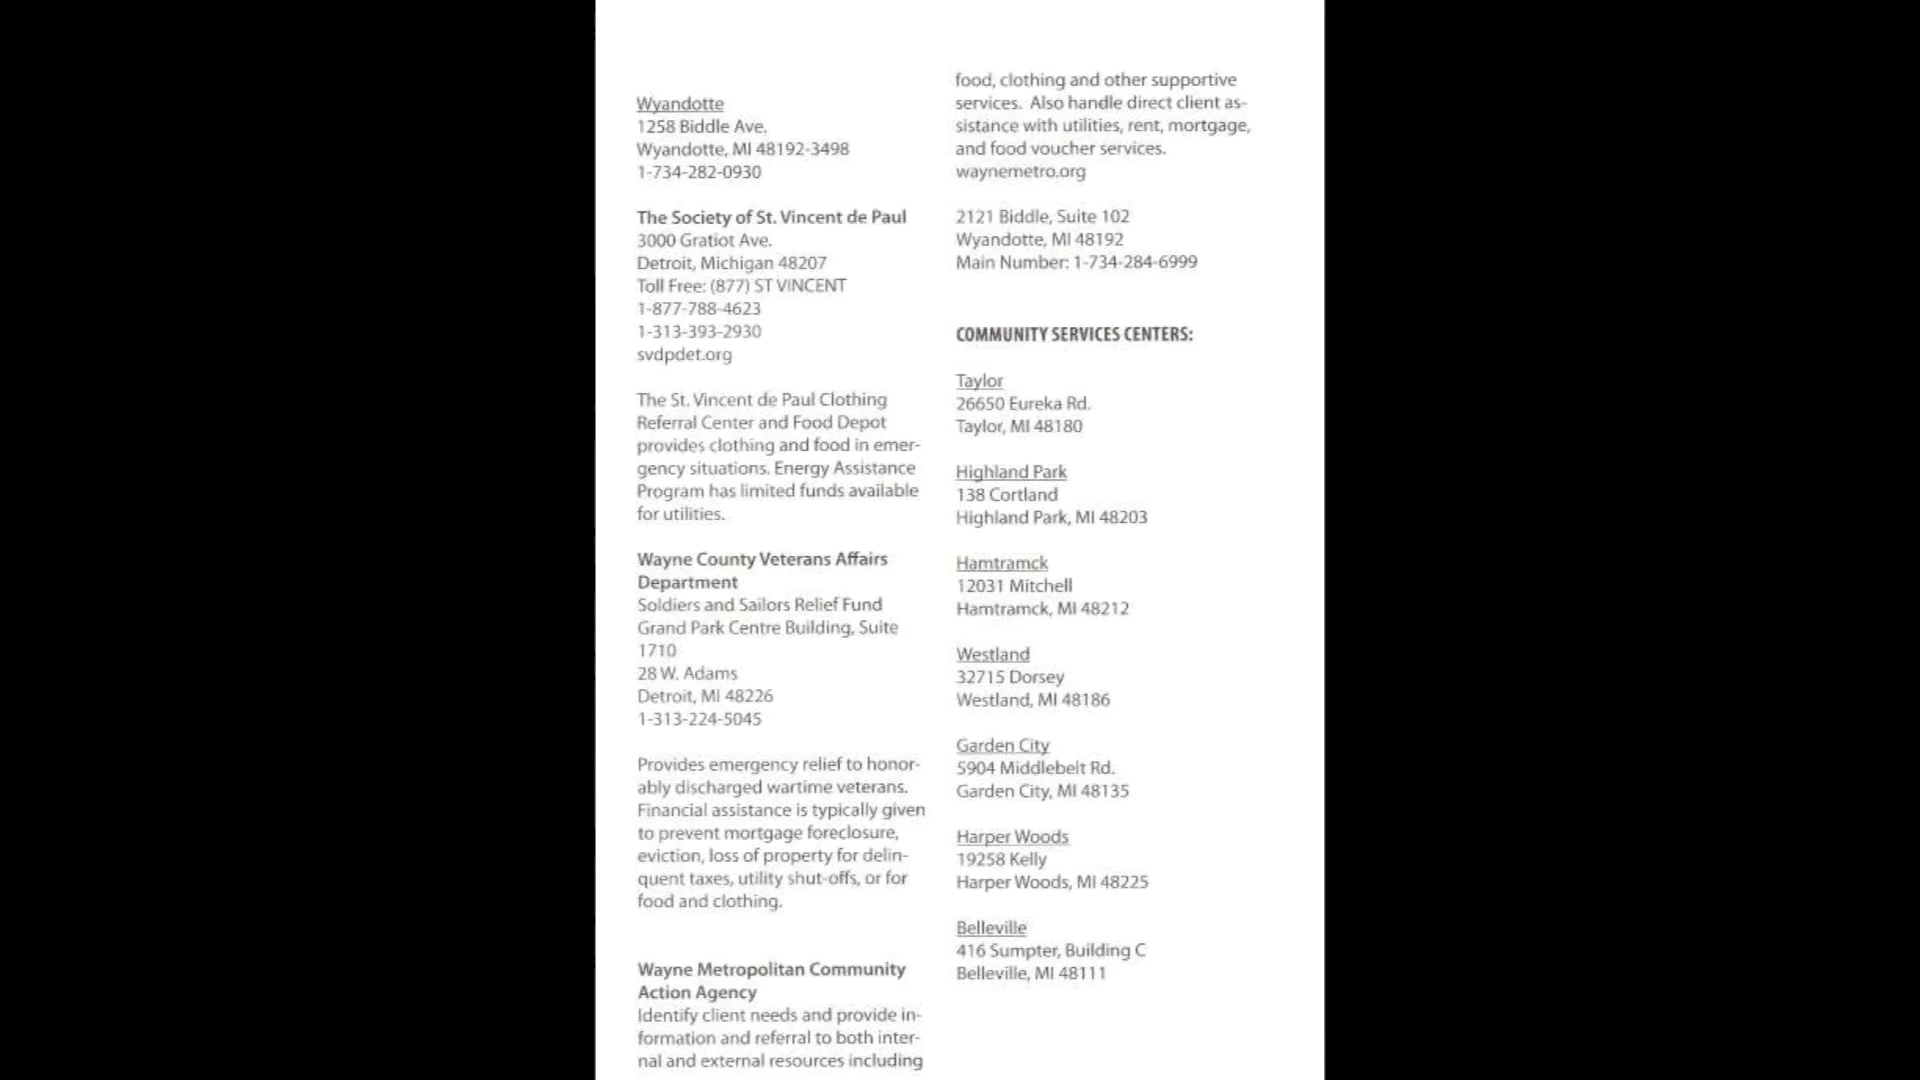 Wyandotte
1258 Biddle Ave.
Wyandotte, MI 48192-3498
1-734-282-0930
The Society of St. Vincent de Paul
3000 Gratiot Ave.
Detroit, Michigan 48207
Toll Free: (877) ST VINCENT
1-877-788-4623
1-313-393-2930
svdpdet.org
The St. Vincent de Paul Clothing
Referral Center and Food Depot
provides clothing and food in emer-
gency situations. Energy Assistance
Program has limited funds available
for utilities.
Wayne County Veterans Affairs
Department
Soldiers and Sailors Relief Fund
Grand Park Centre Building, Suite
1710
28 W. Adams
Detroit, MI 48226
1-313-224-5045
Provides emergency relief to honor-
ably discharged wartime veterans.
Financial assistance is typically given
to prevent mortgage foreclosure,
eviction, loss of property for delin-
quent taxes, utility shut-offs, or for
food and clothing.
Wayne Metropolitan Community
Action Agency
Identify client needs and provide in-
formation and referral to both inter-
nal and external resources including
food, clothing and other supportive
services.  Also handle direct client as-
sistance with utilities, rent, mortgage,
and food voucher services.
waynemetro.org
2121 Biddle, Suite 102
Wyandotte, MI 48192
Main Number: 1-734-284-6999
COMMUNITY SERVICES CENTERS:
Taylor
26650 Eureka Rd.
Taylor, MI 48180
Highland Park
138 Cortland
Highland Park, MI 48203
Hamtramck
12031 Mitchell
Hamtramck, MI 48212
Westland
32715 Dorsey
Westland, MI 48186
Garden City
5904 Middlebelt Rd.
Garden City, MI 48135
Harper Woods
19258 Kelly
Harper Woods, MI 48225
Belleville
416 Sumpter, Building C
Belleville, MI 48111